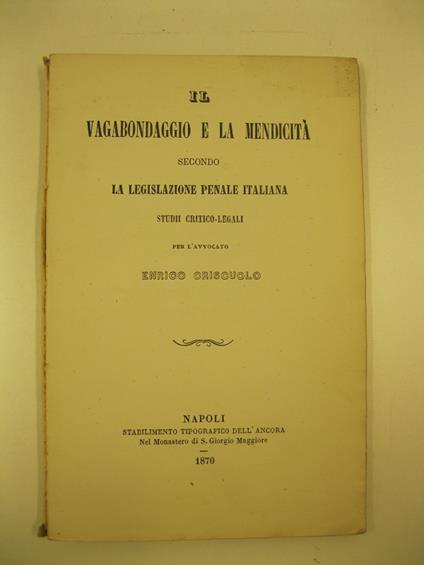 IL
VAGABONDAGGIO E LA MENDICITÀ
SECONDO
LA LEGISLAZIONE PENALE ITALIANA
STUDII CRITICO-LEGALI
PER L'AVVOCATO
ENRICO CRISCUOLO
NAPOLI
STABILIMENTO TIPOGRAFICO DELL'ANCORA
Nel Monastero di S. Giorgio Maggiore
1870